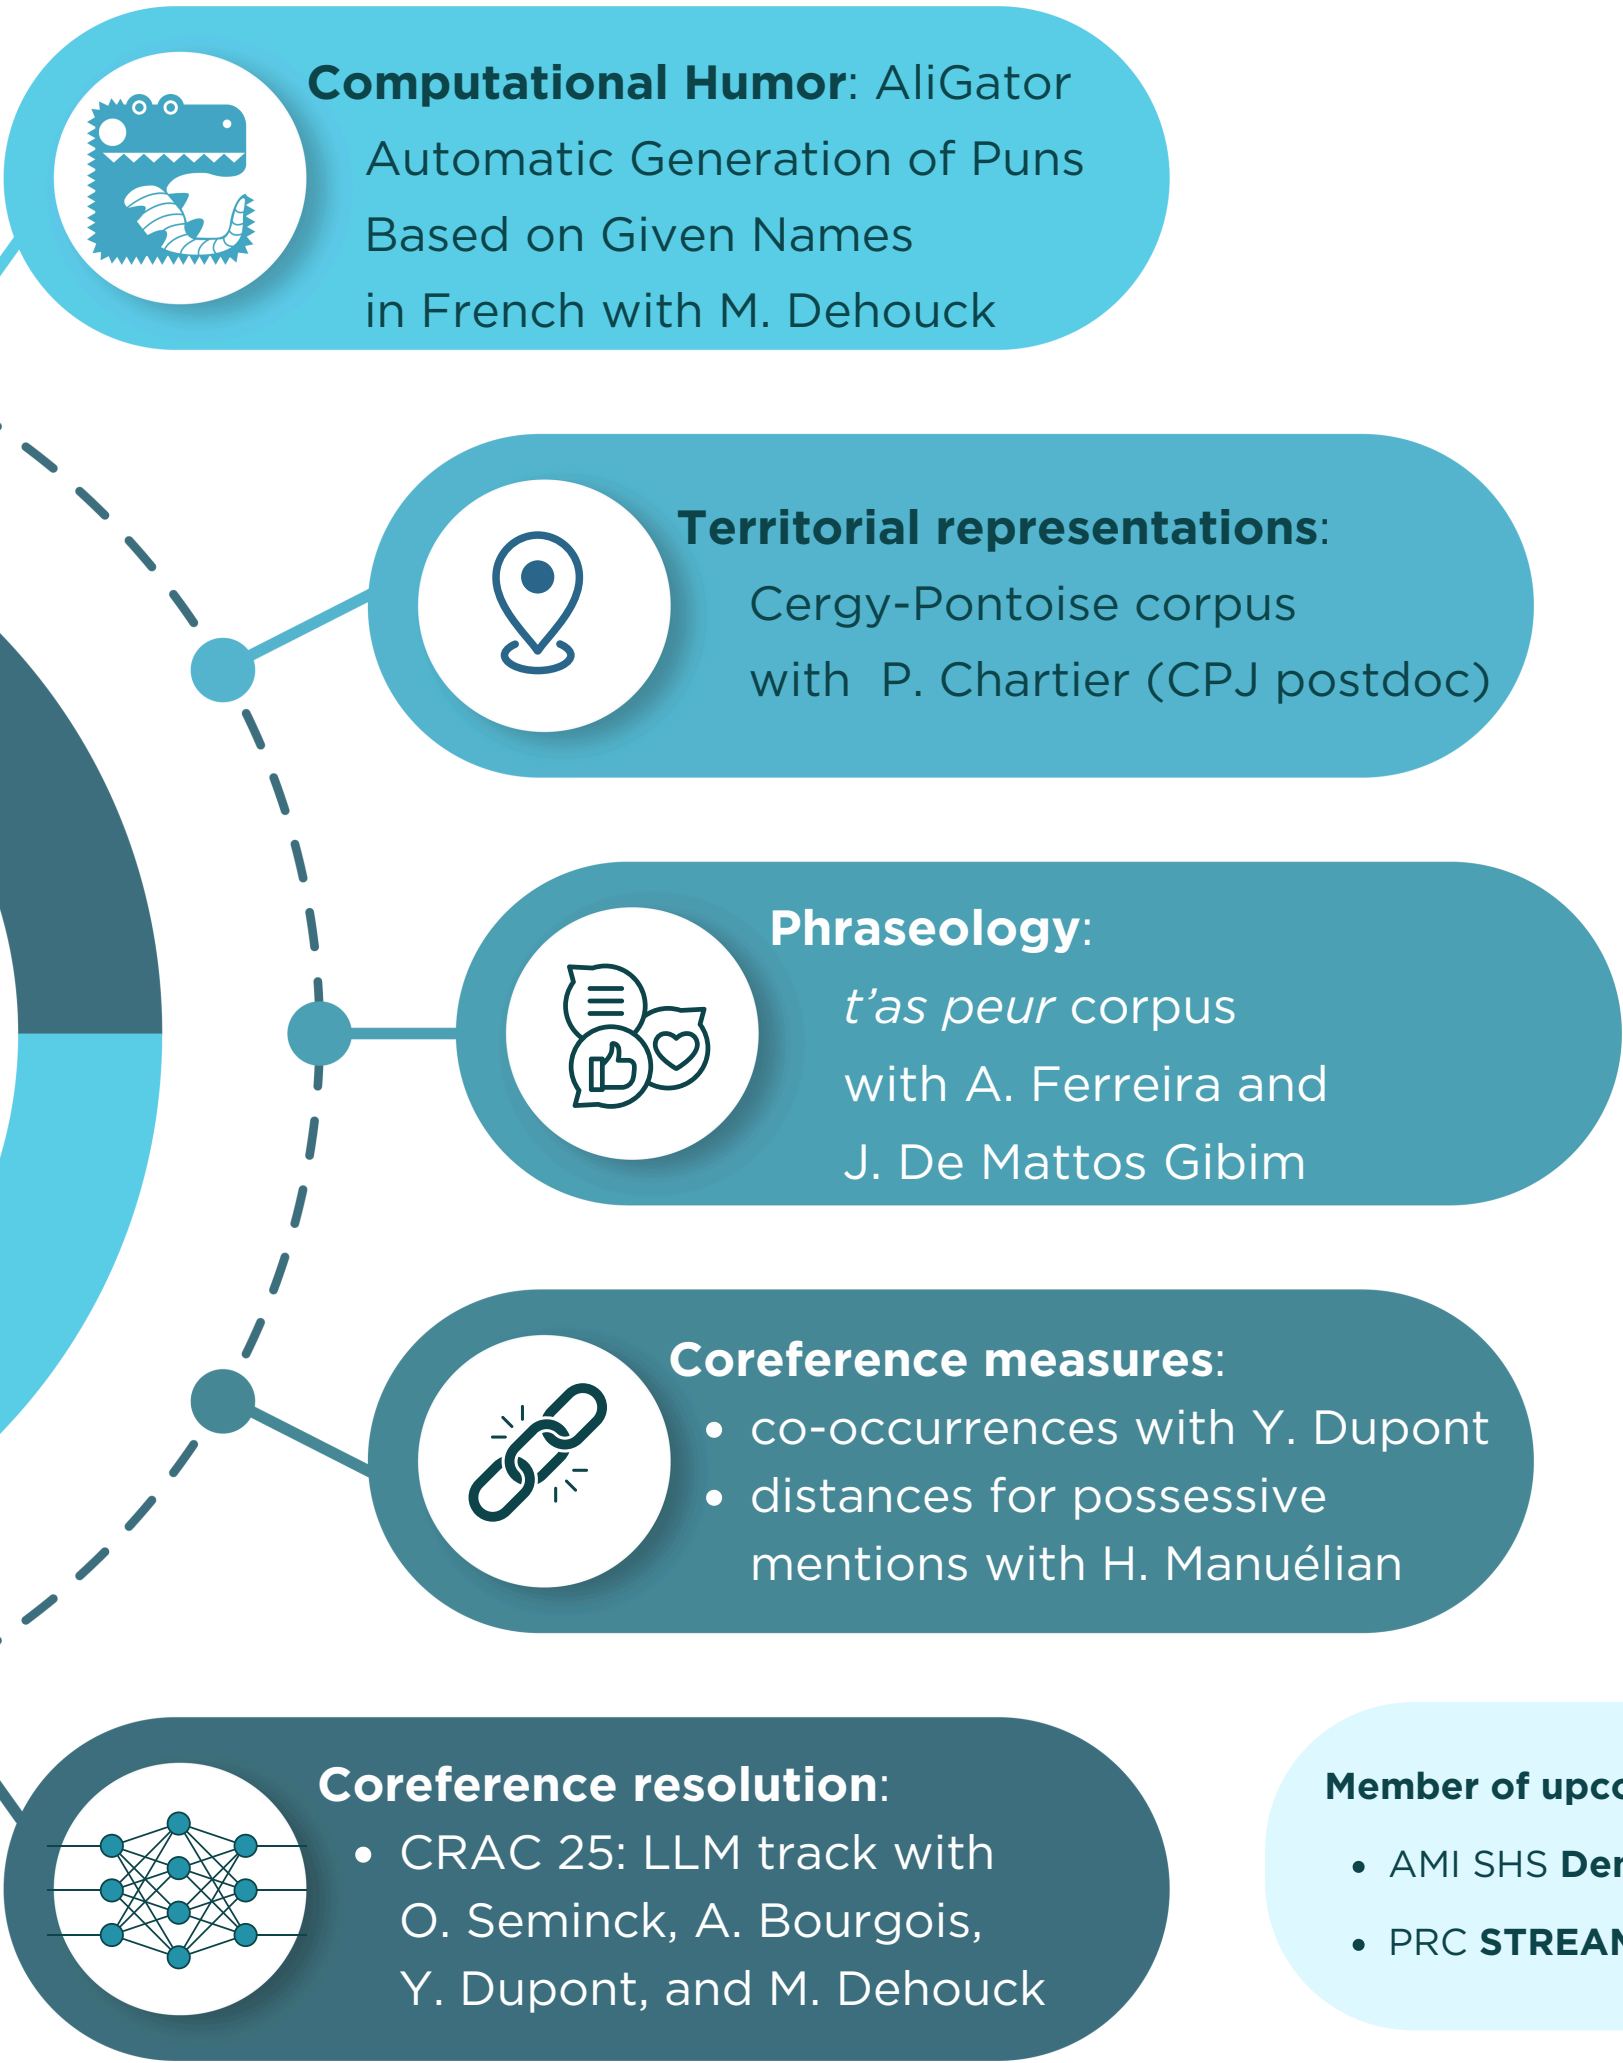 Computational Humor: AliGator
Automatic Generation of Puns
Based on Given Names
in French with M. Dehouck
Territorial representations:
Cergy-Pontoise corpus
with P. Chartier (CPJ postdoc)
Phraseology:
t’as peur corpus
with A. Ferreira and
J. De Mattos Gibim
Coreference measures:
• co-occurrences with Y. Dupont
• distances for possessive
mentions with H. Manuélian
Coreference resolution:
• CRAC 25: LLM track with
O. Seminck, A. Bourgois,
Y. Dupont, and M. Dehouck
Member of
• AMI SHS
• PRC